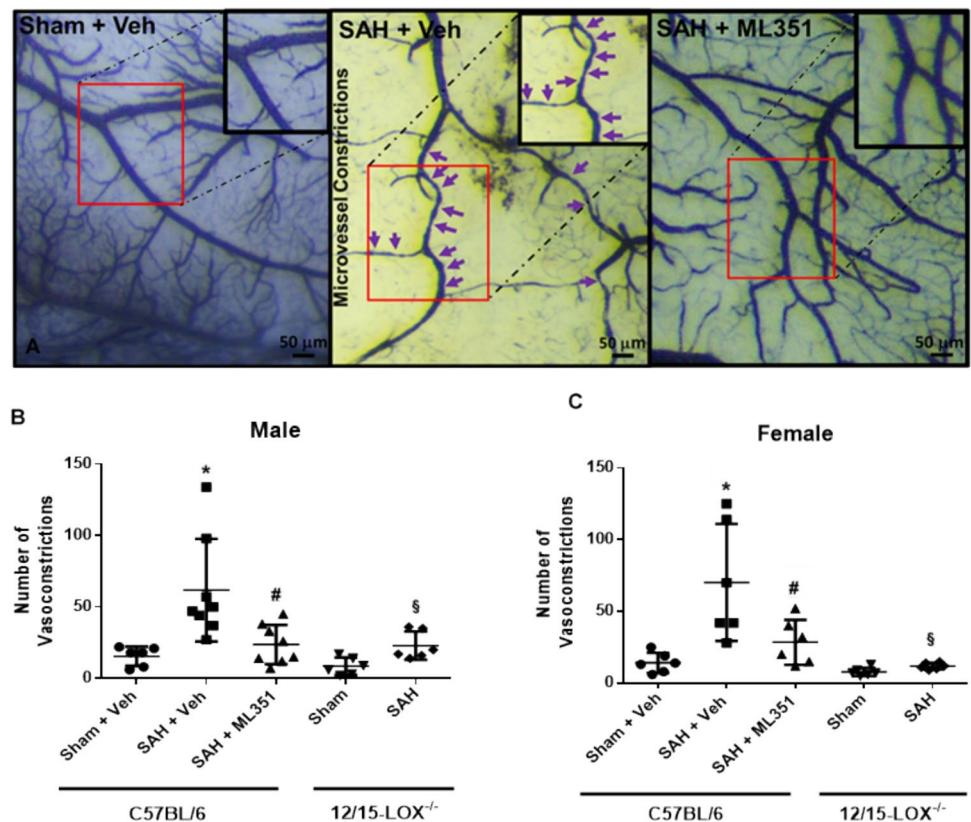 Sham + Veh
SAH + Veh
SAH + ML351
Microvessel Constrictions
A
50 µm
50 µm
50 µm
B
Male
Number of
Vasoconstrictions
150
100
50
0
*
#
§
Sham + Veh
SAH + Veh
SAH + ML351
Sham
SAH
C57BL/6
12/15-LOX⁻/⁻
C
Female
Number of
Vasoconstrictions
150
100
50
0
*
#
§
Sham + Veh
SAH + Veh
SAH + ML351
Sham
SAH
C57BL/6
12/15-LOX⁻/⁻